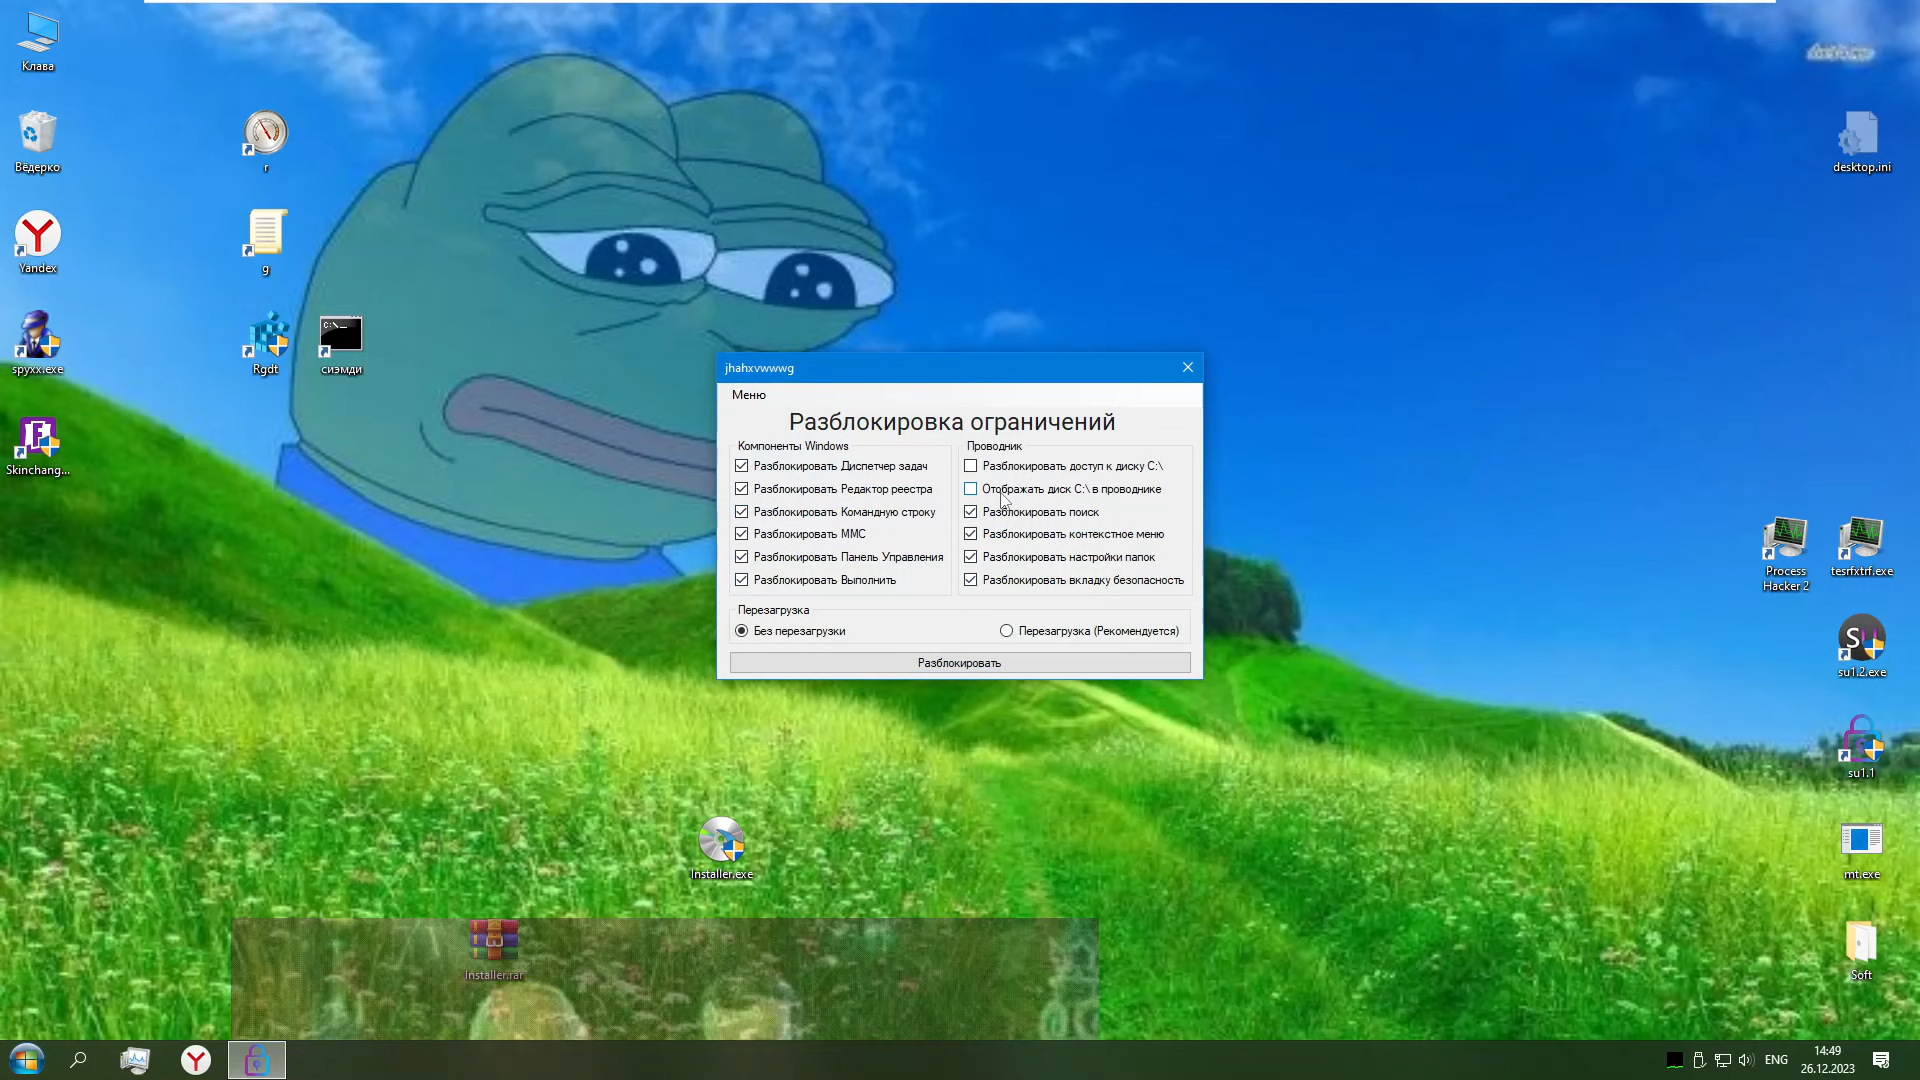 Клава
Вёдерко
Yandex
spyxx.exe
Skinchang...
r
g
Rgdt
C:\._
сиэмди
desktop.ini
Process
Hacker 2
tesrfxtrf.exe
su1.2.exe
su1.1
mt.exe
Soft
Installer.exe
Installer.rar
jhahxvwwwg
Меню
Разблокировка ограничений
Компоненты Windows
Разблокировать Диспетчер задач
Разблокировать Редактор реестра
Разблокировать Командную строку
Разблокировать MMC
Разблокировать Панель Управления
Разблокировать Выполнить
Проводник
Разблокировать доступ к диску C:\
Отображать диск C:\ в проводнике
Разблокировать поиск
Разблокировать контекстное меню
Разблокировать настройки папок
Разблокировать вкладку безопасность
Перезагрузка
Без перезагрузки
Перезагрузка (Рекомендуется)
Разблокировать
ENG
14:49
26.12.2023